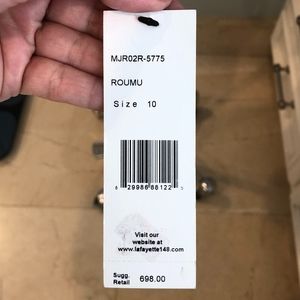 MJR02R-5775
ROUMU
Size 10
8 29986 88122 5
Visit our
website at
www.lafayette148.com
Sugg.
Retail 698.00